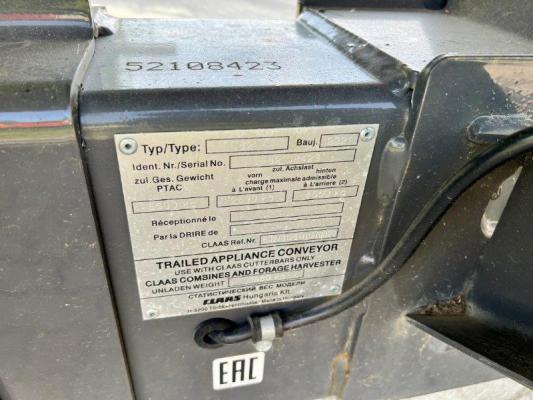 52108423
Typ/Type: Bauj.
Ident. Nr./Serial No.
zul. Ges. Gewicht vorn zul. Achslast hinten
PTAC charge maximale admissible
à L'avant (1) à L'arriere (2)
Réceptionné le
Par la DRIRE de
CLAAS Ref.Nr.
TRAILED APPLIANCE CONVEYOR
USE WITH CLAAS CUTTERBARS ONLY
CLAAS COMBINES AND FORAGE HARVESTER
UNLADEN WEIGHT
СТАТИСТИЧЕСКИЙ ВЕС МОДЕЛИ
CLAAS Hungaria Kft.
EAC